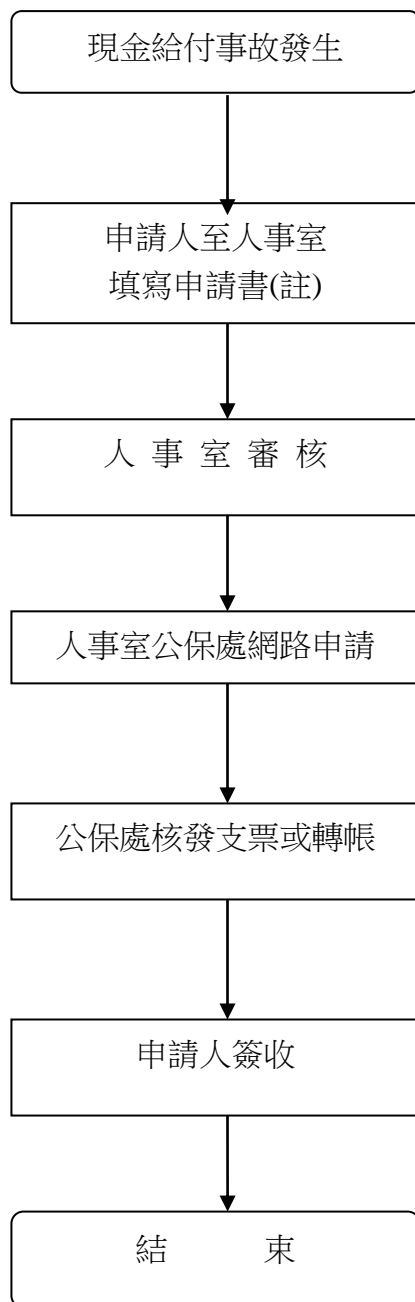 現金給付事故發生
申請人至人事室
填寫申請書(註)
人 事 室 審 核
人事室公保處網路申請
公保處核發支票或轉帳
申請人簽收
結 束